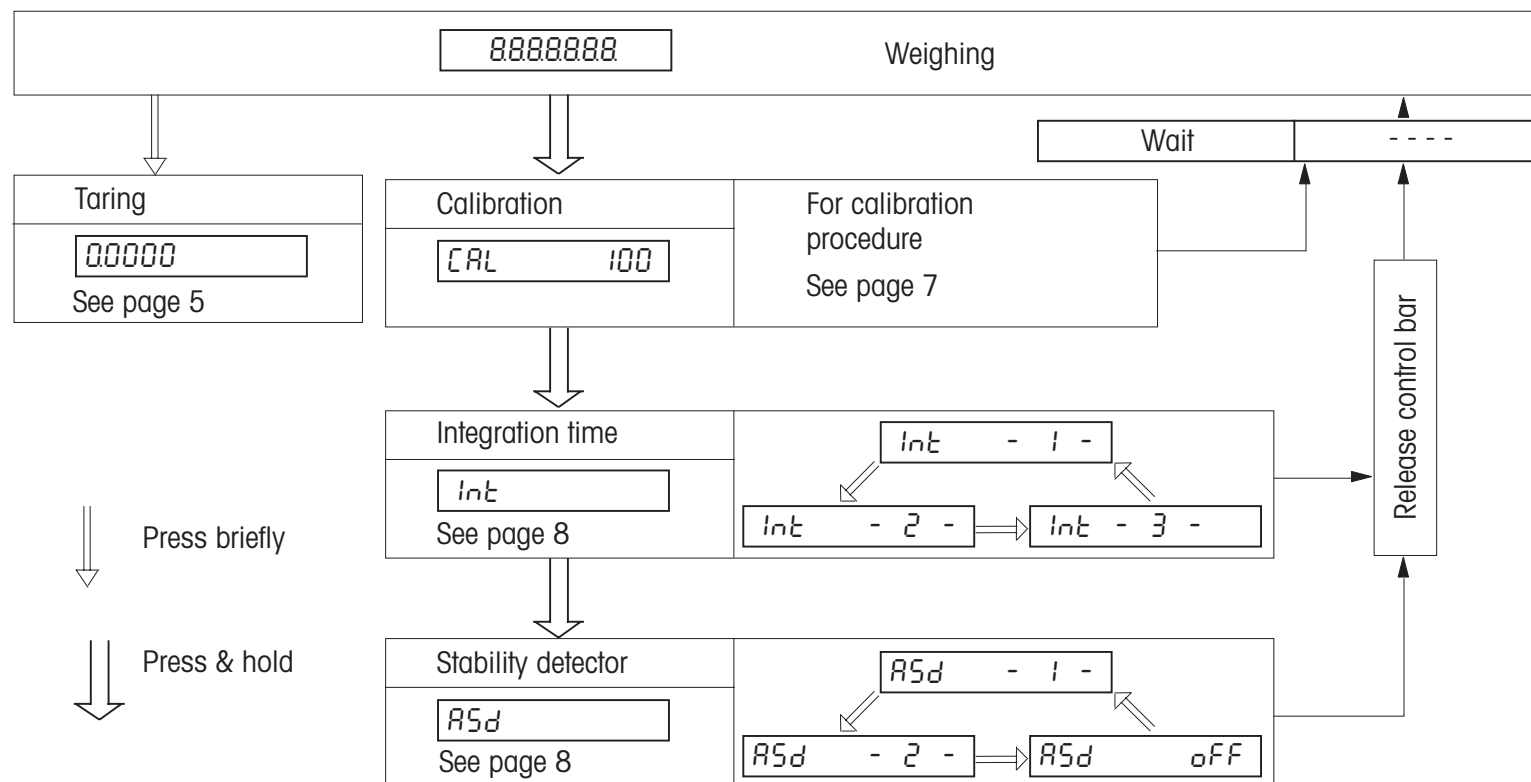 8.8.8.8.8.8.8. Weighing
Wait - - - -
Taring
0.0000
See page 5
Calibration
CAL 100
For calibration
procedure
See page 7
Release control bar
Integration time
Int
See page 8
Int - 1 -
Int - 2 -
Int - 3 -
Press briefly
Press & hold
Stability detector
ASd
See page 8
ASd - 1 -
ASd - 2 -
ASd oFF